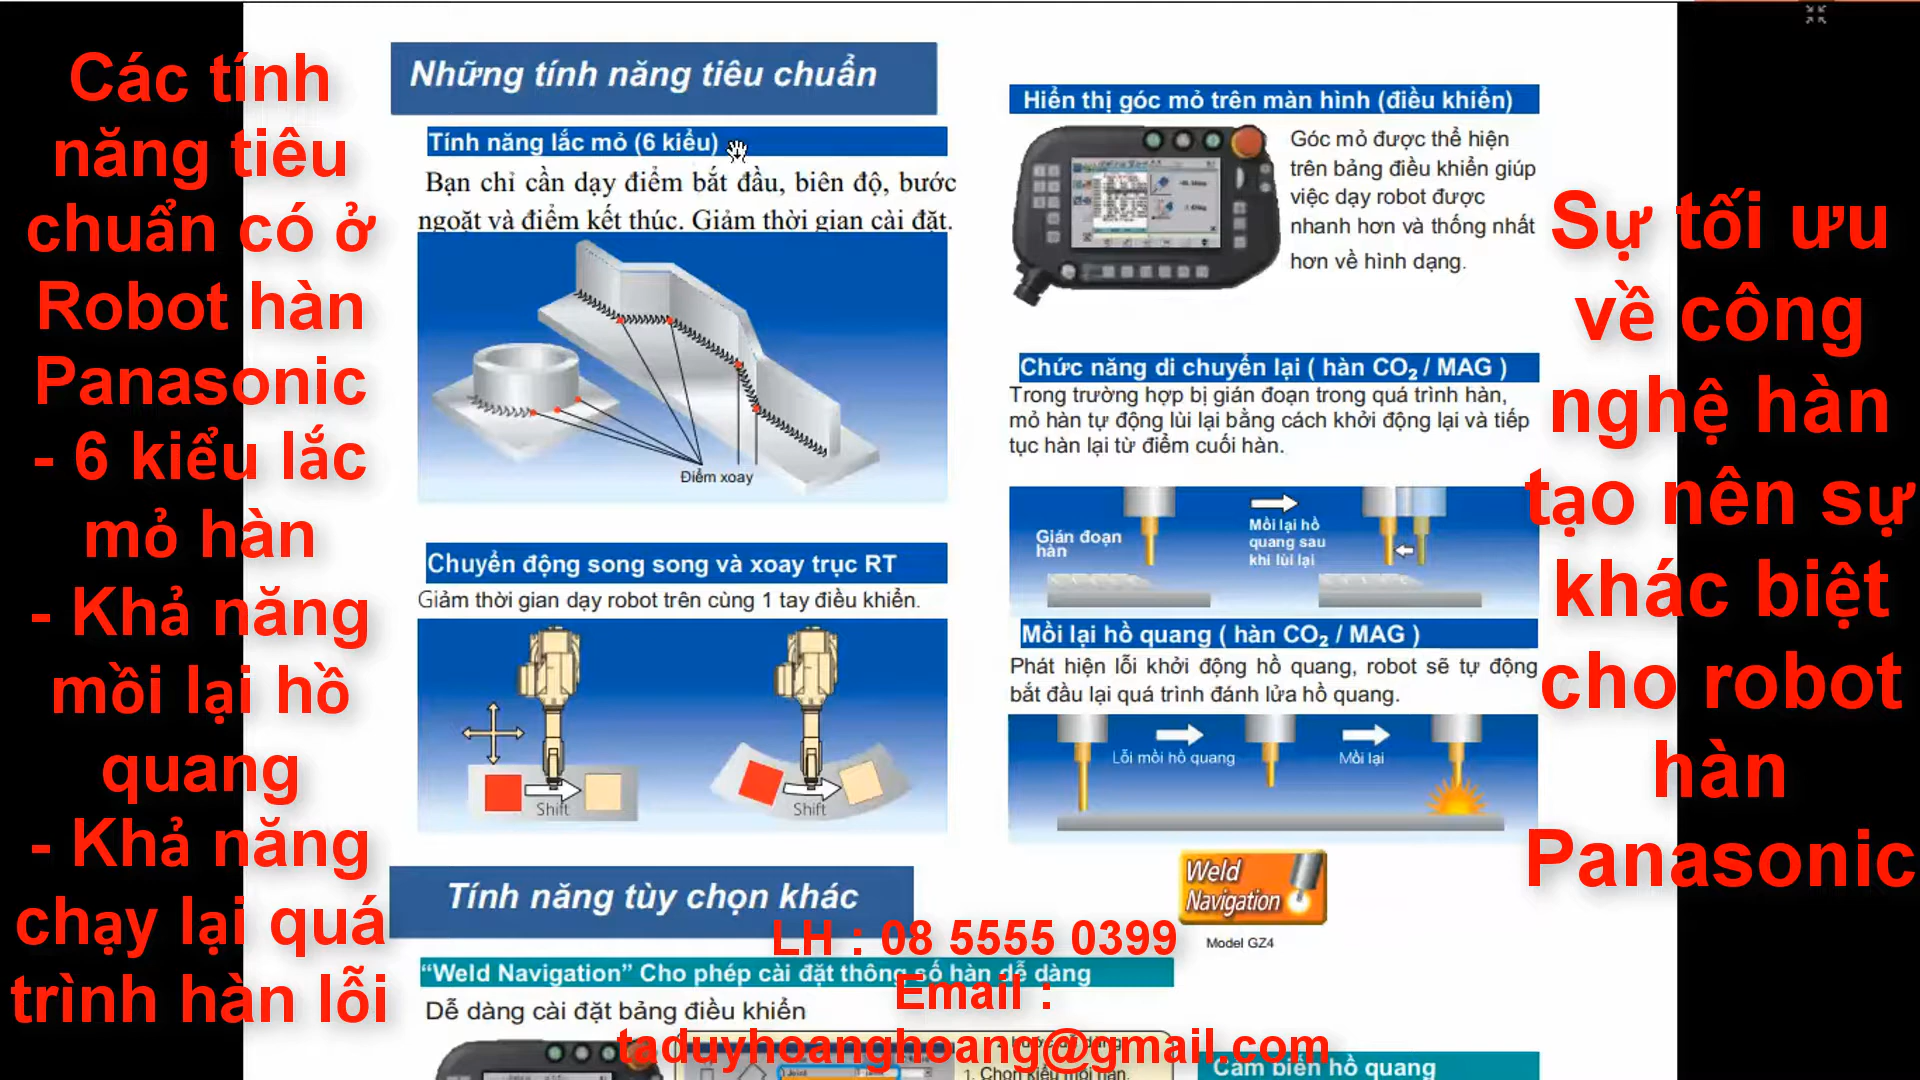 Các tính
năng tiêu
chuẩn có ở
Robot hàn
Panasonic
- 6 kiểu lắc
mỏ hàn
- Khả năng
mồi lại hồ
quang
- Khả năng
chạy lại quá
trình hàn lỗi
Những tính năng tiêu chuẩn
Tính năng lắc mỏ (6 kiểu)
Bạn chỉ cần dạy điểm bắt đầu, biên độ, bước
ngoặt và điểm kết thúc. Giảm thời gian cài đặt.
Điểm xoay
Chuyển động song song và xoay trục RT
Giảm thời gian dạy robot trên cùng 1 tay điều khiển.
Shift
Shift
Tính năng tùy chọn khác
“Weld Navigation” Cho phép cài đặt thông số hàn dễ dàng
Dễ dàng cài đặt bảng điều khiển
1. Chọn kiểu mối hàn.
Hiển thị góc mỏ trên màn hình (điều khiển)
Góc mỏ được thể hiện
trên bảng điều khiển giúp
việc dạy robot được
nhanh hơn và thống nhất
hơn về hình dạng.
Chức năng di chuyển lại ( hàn CO₂ / MAG )
Trong trường hợp bị gián đoạn trong quá trình hàn,
mỏ hàn tự động lùi lại bằng cách khởi động lại và tiếp
tục hàn lại từ điểm cuối hàn.
Gián đoạn
hàn
Mồi lại hồ
quang sau
khi lùi lại
Mồi lại hồ quang ( hàn CO₂ / MAG )
Phát hiện lỗi khởi động hồ quang, robot sẽ tự động
bắt đầu lại quá trình đánh lửa hồ quang.
Lỗi mồi hồ quang
Mồi lại
Weld
Navigation
Model GZ4
Cảm biến hồ quang
LH : 08 5555 0399
Email :
taduyhoanghoang@gmail.com
Sự tối ưu
về công
nghệ hàn
tạo nên sự
khác biệt
cho robot
hàn
Panasonic